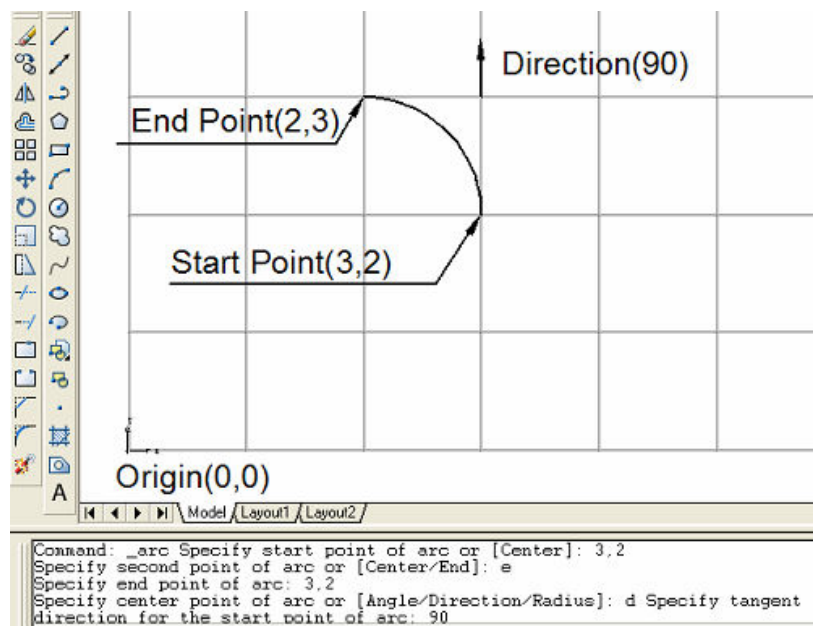 Direction(90)
End Point(2,3)
Start Point(3,2)
Origin(0,0)
A
Model Layout1 Layout2
Command: _arc Specify start point of arc or [Center]: 3,2
Specify second point of arc or [Center/End]: e
Specify end point of arc: 3,2
Specify center point of arc or [Angle/Direction/Radius]: d Specify tangent
direction for the start point of arc: 90